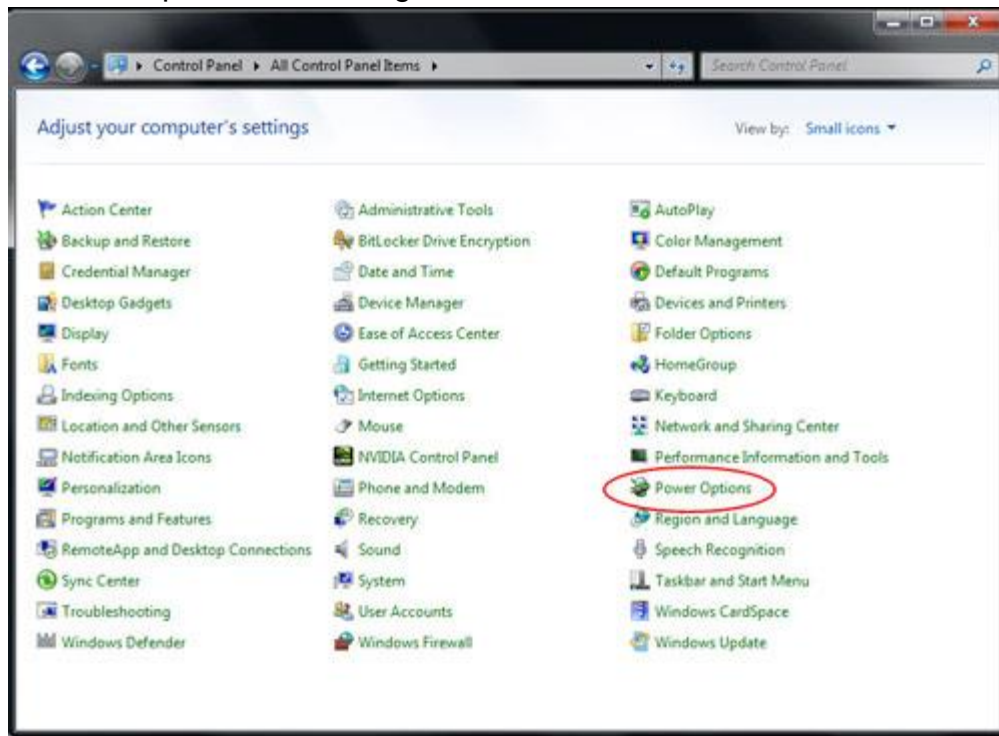 Control Panel ▸ All Control Panel Items ▸
Search Control Panel
Adjust your computer's settings
View by: Small icons
Action Center
Administrative Tools
AutoPlay
Backup and Restore
BitLocker Drive Encryption
Color Management
Credential Manager
Date and Time
Default Programs
Desktop Gadgets
Device Manager
Devices and Printers
Display
Ease of Access Center
Folder Options
Fonts
Getting Started
HomeGroup
Indexing Options
Internet Options
Keyboard
Location and Other Sensors
Mouse
Network and Sharing Center
Notification Area Icons
NVIDIA Control Panel
Performance Information and Tools
Personalization
Phone and Modem
Power Options
Programs and Features
Recovery
Region and Language
RemoteApp and Desktop Connections
Sound
Speech Recognition
Sync Center
System
Taskbar and Start Menu
Troubleshooting
User Accounts
Windows CardSpace
Windows Defender
Windows Firewall
Windows Update